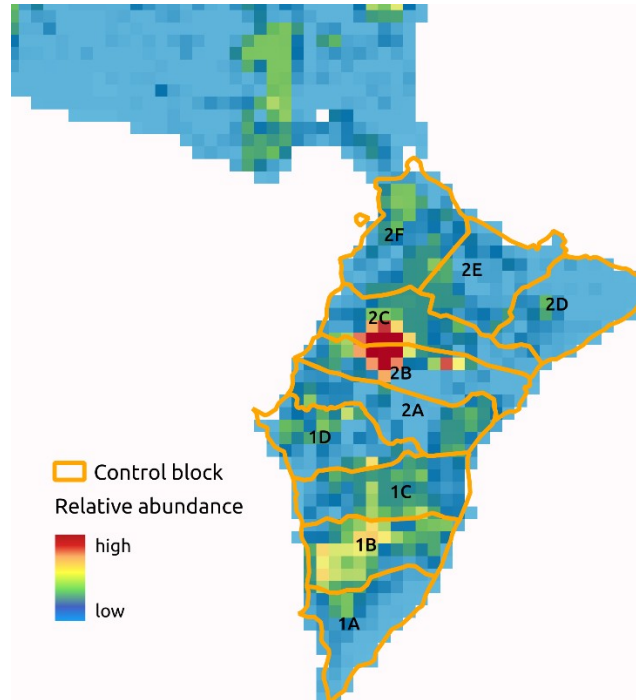 2F
2E
2D
2C
2B
2A
1D
1C
1B
1A
Control block
Relative abundance
high
low